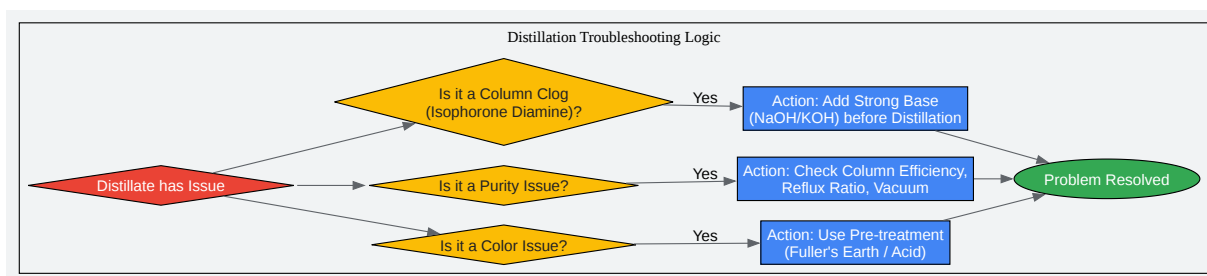 Distillation Troubleshooting Logic
Is it a Column Clog
(Isophorone Diamine)?
Yes
Action: Add Strong Base
(NaOH/KOH) before Distillation
Distillate has Issue
Is it a Purity Issue?
Yes
Action: Check Column Efficiency,
Reflux Ratio, Vacuum
Problem Resolved
Is it a Color Issue?
Yes
Action: Use Pre-treatment
(Fuller's Earth / Acid)